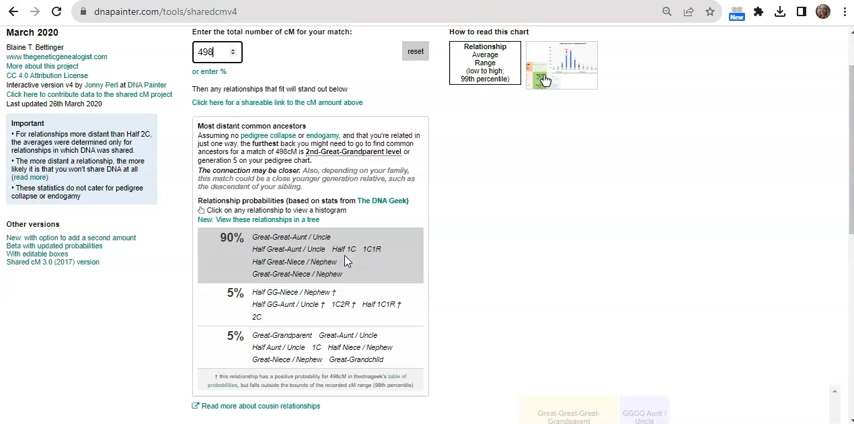 dnapainter.com/tools/sharedcmv4
New
March 2020
Blaine T. Bettinger
www.thegeneticgenealogist.com
More about this project
CC 4.0 Attribution License
Interactive version v4 by Jonny Perl at DNA Painter
Click here to contribute data to the shared cM project
Last updated 26th March 2020
Important
• For relationships more distant than Half 2C,
the averages were determined only for
relationships in which DNA was shared.
• The more distant a relationship, the more
likely it is that you won't share DNA at all
(read more)
• These statistics do not cater for pedigree
collapse or endogamy
Other versions
New: with option to add a second amount
Beta with updated probabilities
With editable boxes
Shared cM 3.0 (2017) version
Enter the total number of cM for your match:
498
reset
or enter %
Then any relationships that fit will stand out below
Click here for a shareable link to the cM amount above
Most distant common ancestors
Assuming no pedigree collapse or endogamy, and that you're related in
just one way, the furthest back you might need to go to find common
ancestors for a match of 498cM is 2nd-Great-Grandparent level or
generation 5 on your pedigree chart.
The connection may be closer. Also, depending on your family,
this match could be a close younger generation relative, such as
the descendant of your sibling.
Relationship probabilities (based on stats from The DNA Geek)
Click on any relationship to view a histogram
New: View these relationships in a tree
90% Great-Great-Aunt / Uncle
Half Great-Aunt / Uncle Half 1C 1C1R
Half Great-Niece / Nephew
Great-Great-Niece / Nephew
5% Half GG-Niece / Nephew †
Half GG-Aunt / Uncle † 1C2R † Half 1C1R †
2C
5% Great-Grandparent Great-Aunt / Uncle
Half Aunt / Uncle 1C Half Niece / Nephew
Great-Niece / Nephew Great-Grandchild
† this relationship has a positive probability for 498cM in thednageek's table of
probabilities, but falls outside the bounds of the recorded cM range (99th percentile)
Read more about cousin relationships
How to read this chart
Relationship
Average
Range
(low to high:
99th percentile)
Great-Great-Great-
Grandparent
GGGG Aunt /
Uncle